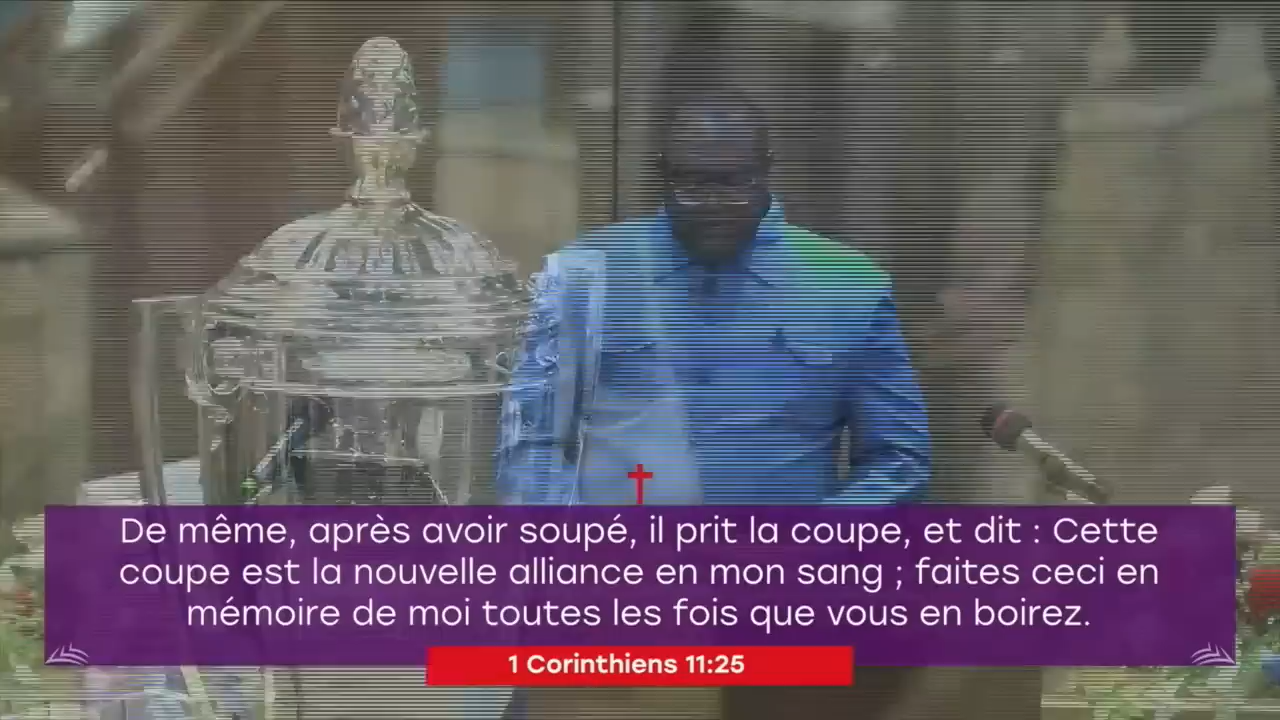 De même, après avoir soupé, il prit la coupe, et dit : Cette
coupe est la nouvelle alliance en mon sang ; faites ceci en
mémoire de moi toutes les fois que vous en boirez.
1 Corinthiens 11:25